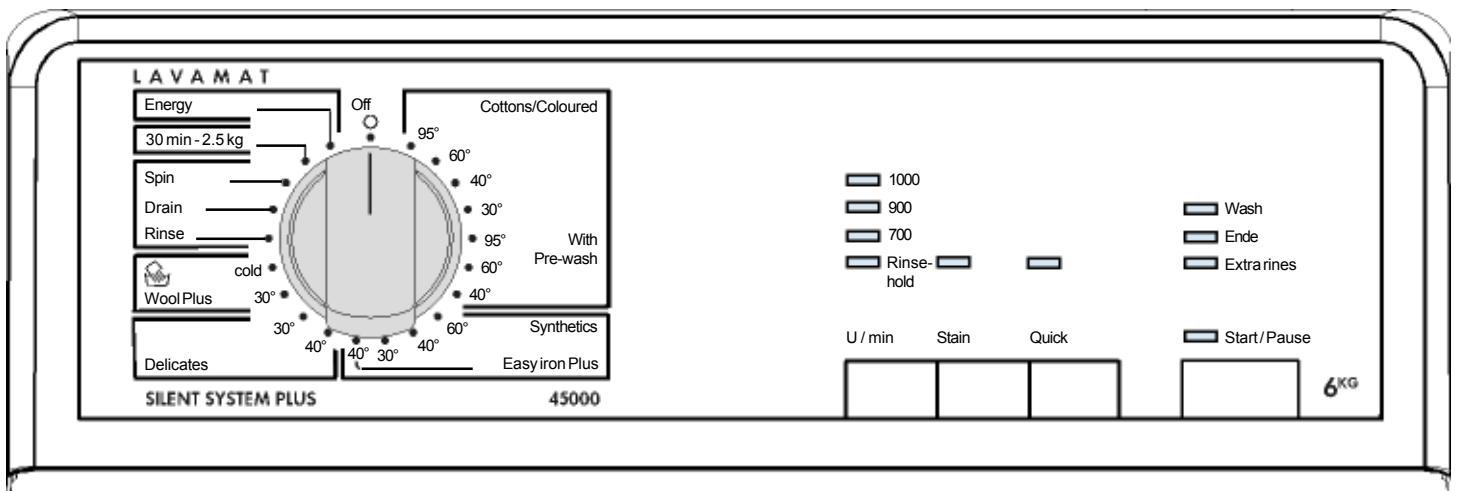 LAVAMAT
Energy
30 min - 2.5 kg
Spin
Drain
Rinse
cold
Wool Plus
30°
30°
Delicates
40°
Off
Cottons/Coloured
95°
60°
40°
30°
95°
With
Pre-wash
60°
40°
60°
Synthetics
40°
30°
40°
Easy iron Plus
SILENT SYSTEM PLUS
45000
1000
900
700
Rinse-
hold
U / min
Stain
Quick
Wash
Ende
Extra rines
Start / Pause
6KG